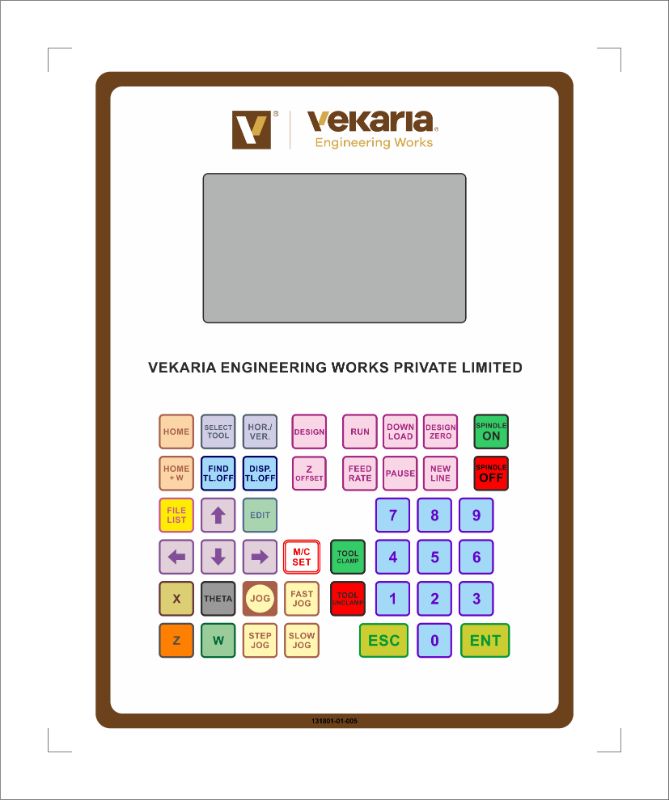 V®
Vekaria®
Engineering Works
VEKARIA ENGINEERING WORKS PRIVATE LIMITED
HOME
SELECT
TOOL
HOR./
VER.
DESIGN
RUN
DOWN
LOAD
DESIGN
ZERO
SPINDLE
ON
HOME
+ W
FIND
TL.OFF
DISP.
TL.OFF
Z
OFFSET
FEED
RATE
PAUSE
NEW
LINE
SPINDLE
OFF
FILE
LIST
EDIT
7
8
9
M/C
SET
TOOL
CLAMP
4
5
6
X
THETA
JOG
FAST
JOG
TOOL
UNCLAMP
1
2
3
Z
W
STEP
JOG
SLOW
JOG
ESC
0
ENT
131801-01-005